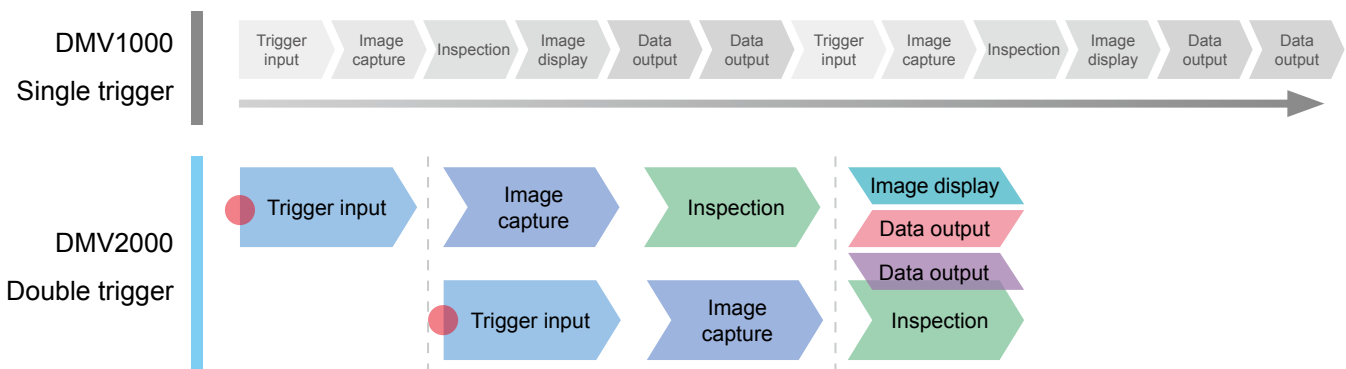 DMV1000
Single trigger
Trigger
input
Image
capture
Inspection
Image
display
Data
output
Data
output
Trigger
input
Image
capture
Inspection
Image
display
Data
output
Data
output
DMV2000
Double trigger
Trigger input
Image
capture
Inspection
Image display
Data output
Data output
Trigger input
Image
capture
Inspection